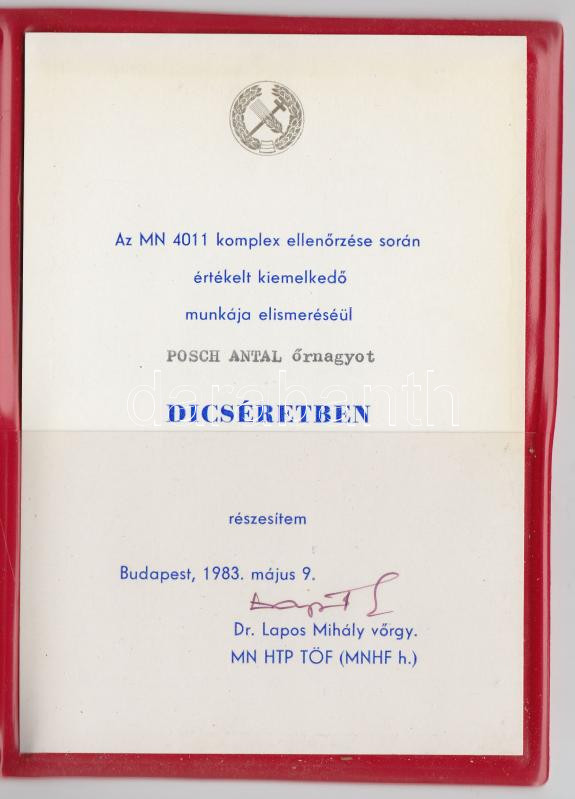 Az MN 4011 komplex ellenőrzése során
értékelt kiemelkedő
munkája elismeréséül
POSCH ANTAL őrnagyot
darabanth
DICSÉRETBEN
részesítem
Budapest, 1983. május 9.
Dr. Lapos Mihály vőrgy.
MN HTP TÖF (MNHF h.)